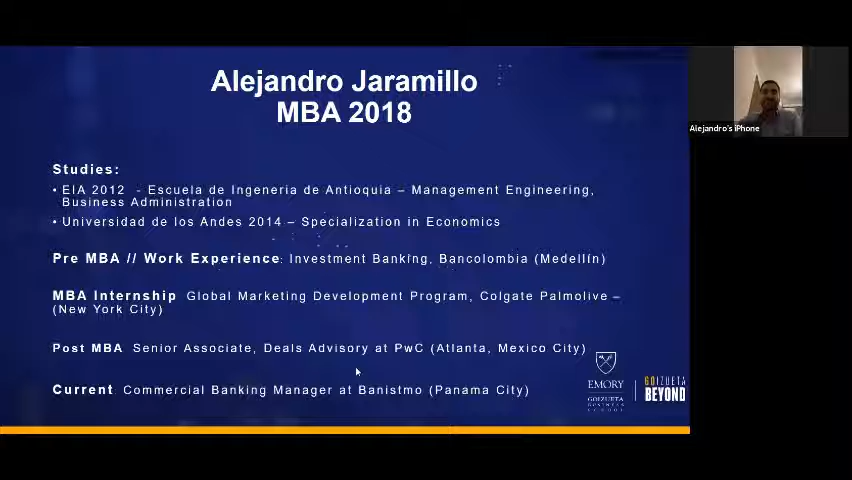 Alejandro Jaramillo
MBA 2018
Alejandro's iPhone
Studies:
• EIA 2012 - Escuela de Ingeneria de Antioquia – Management Engineering,
Business Administration
• Universidad de los Andes 2014 – Specialization in Economics
Pre MBA // Work Experience: Investment Banking, Bancolombia (Medellín)
MBA Internship Global Marketing Development Program, Colgate Palmolive –
(New York City)
Post MBA Senior Associate, Deals Advisory at PwC (Atlanta, Mexico City)
Current: Commercial Banking Manager at Banistmo (Panama City)
EMORY
GOIZUETA
BUSINESS
SCHOOL
GOIZUETA
BEYOND